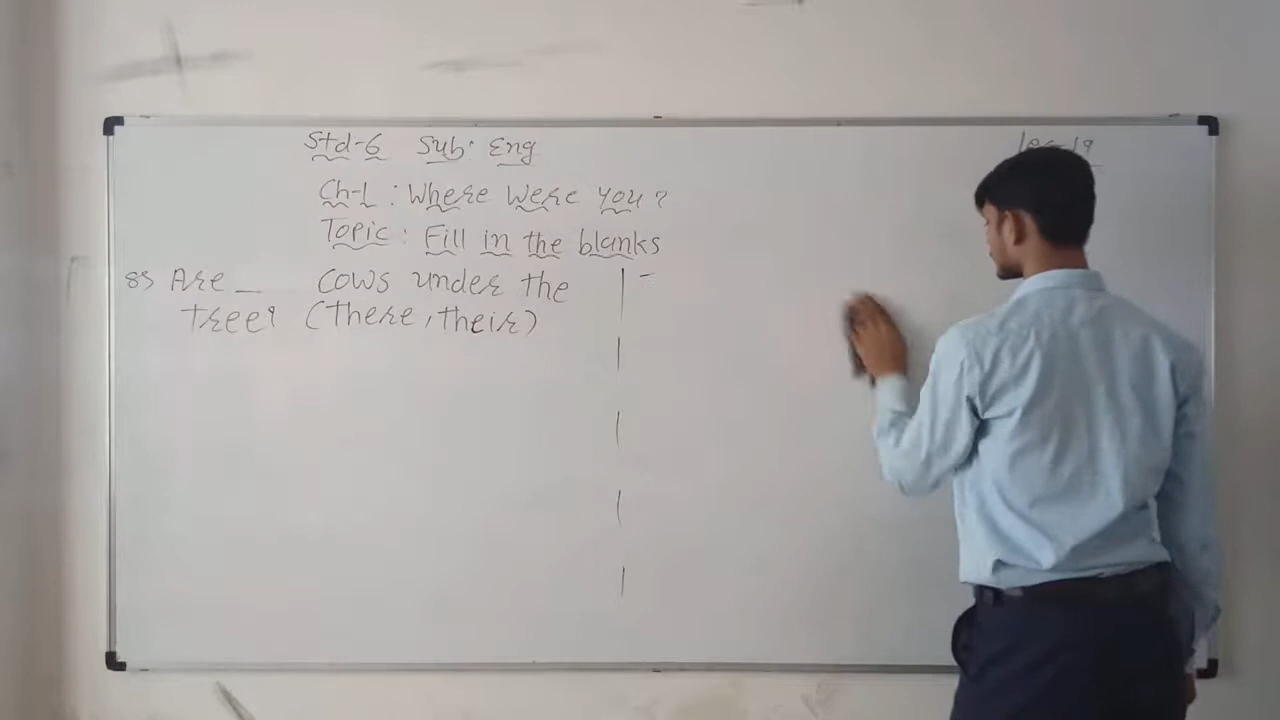 Std-6 Sub: Eng
Ch-1 : Where were you ?
Topic : Fill in the blanks
8) Are _ cows under the
tree? (there, their)